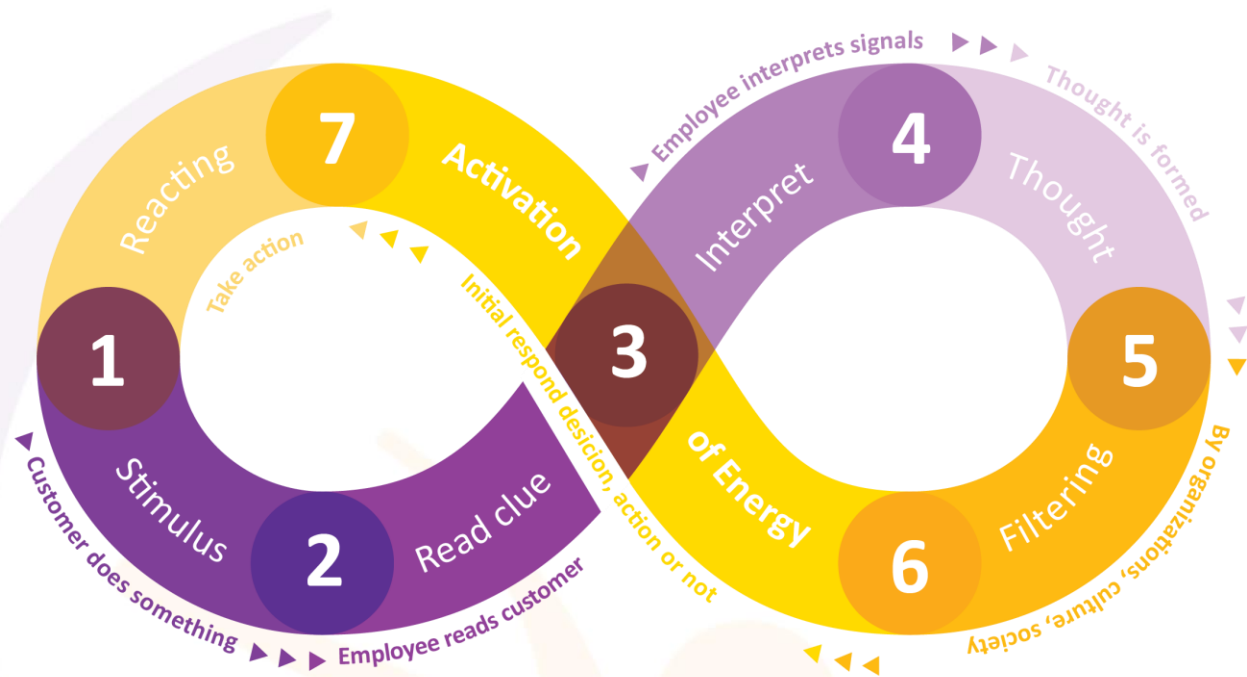 1
Stimulus
Customer does something
2
Read clue
Employee reads customer
3
Interpret
Employee interprets signals
4
Thought
Thought is formed
5
Filtering
By organizations, culture, society
6
Activation
of Energy
Initial respond desicion, action or not
7
Reacting
Take action